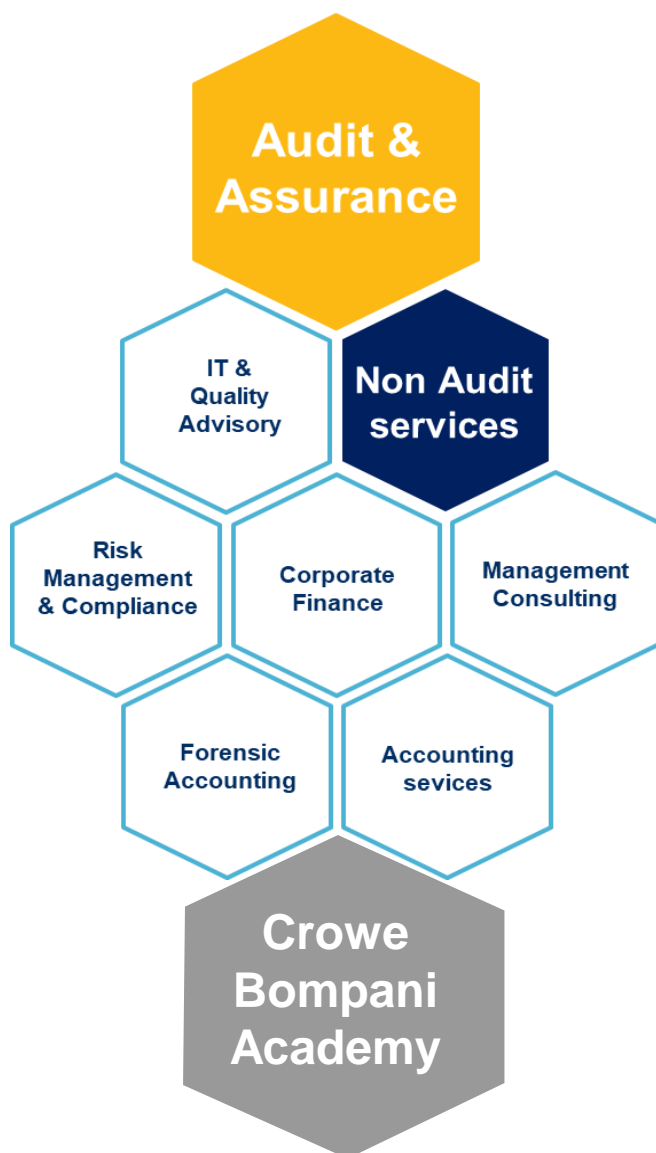 Audit &
Assurance
IT &
Quality
Advisory
Non Audit
services
Risk
Management
& Compliance
Corporate
Finance
Management
Consulting
Forensic
Accounting
Accounting
sevices
Crowe
Bompani
Academy